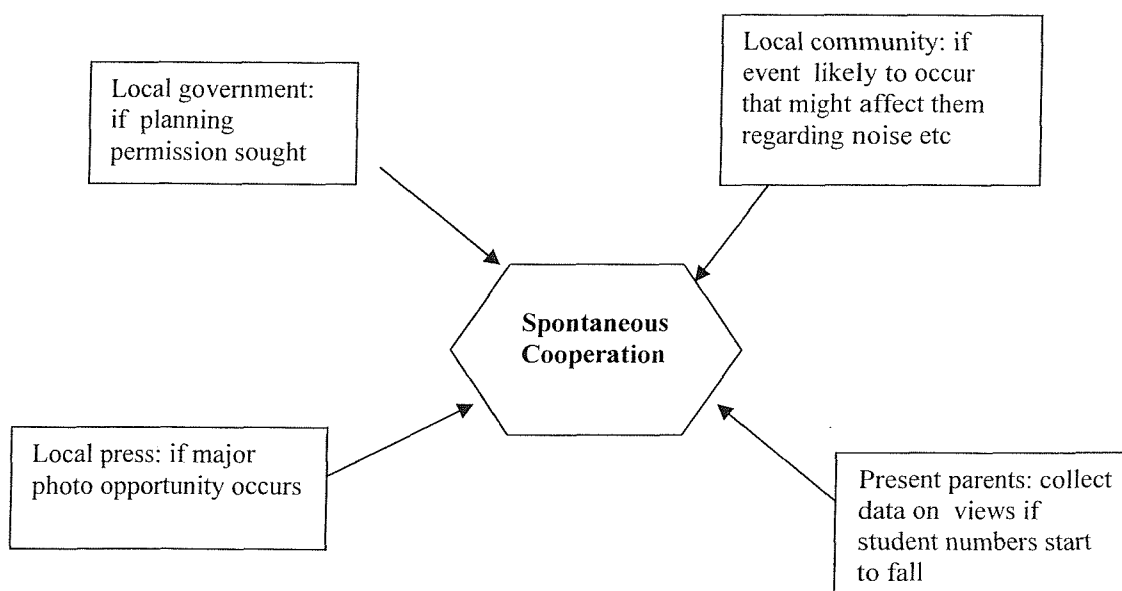 Local government:
if planning
permission sought
Local community: if
event likely to occur
that might affect them
regarding noise etc
Spontaneous
Cooperation
Local press: if major
photo opportunity occurs
Present parents: collect
data on views if
student numbers start
to fall